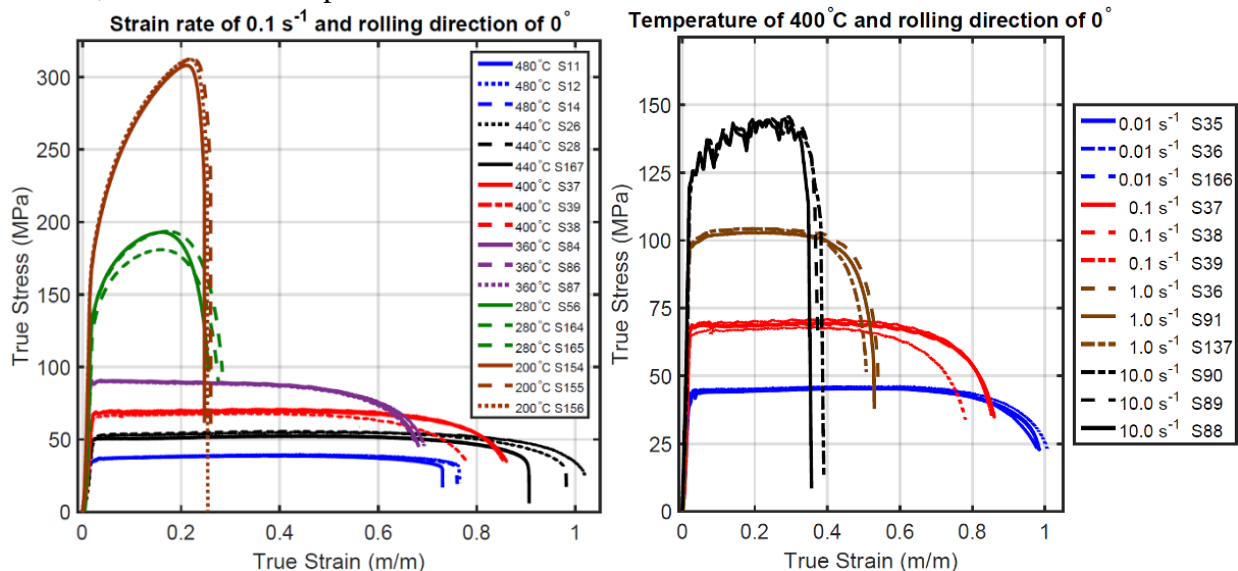 Strain rate of 0.1 s-1 and rolling direction of 0°
True Stress (MPa)
300
250
200
150
100
50
0
0
0.2
0.4
0.6
0.8
1
True Strain (m/m)
480°C S11
480°C S12
480°C S14
440°C S26
440°C S28
440°C S167
400°C S37
400°C S39
400°C S38
360°C S84
360°C S86
360°C S87
280°C S56
280°C S164
280°C S165
200°C S154
200°C S155
200°C S156
Temperature of 400°C and rolling direction of 0°
True Stress (MPa)
150
125
100
75
50
25
0
0
0.2
0.4
0.6
0.8
1
True Strain (m/m)
0.01 s-1 S35
0.01 s-1 S36
0.01 s-1 S166
0.1 s-1 S37
0.1 s-1 S38
0.1 s-1 S39
1.0 s-1 S36
1.0 s-1 S91
1.0 s-1 S137
10.0 s-1 S90
10.0 s-1 S89
10.0 s-1 S88